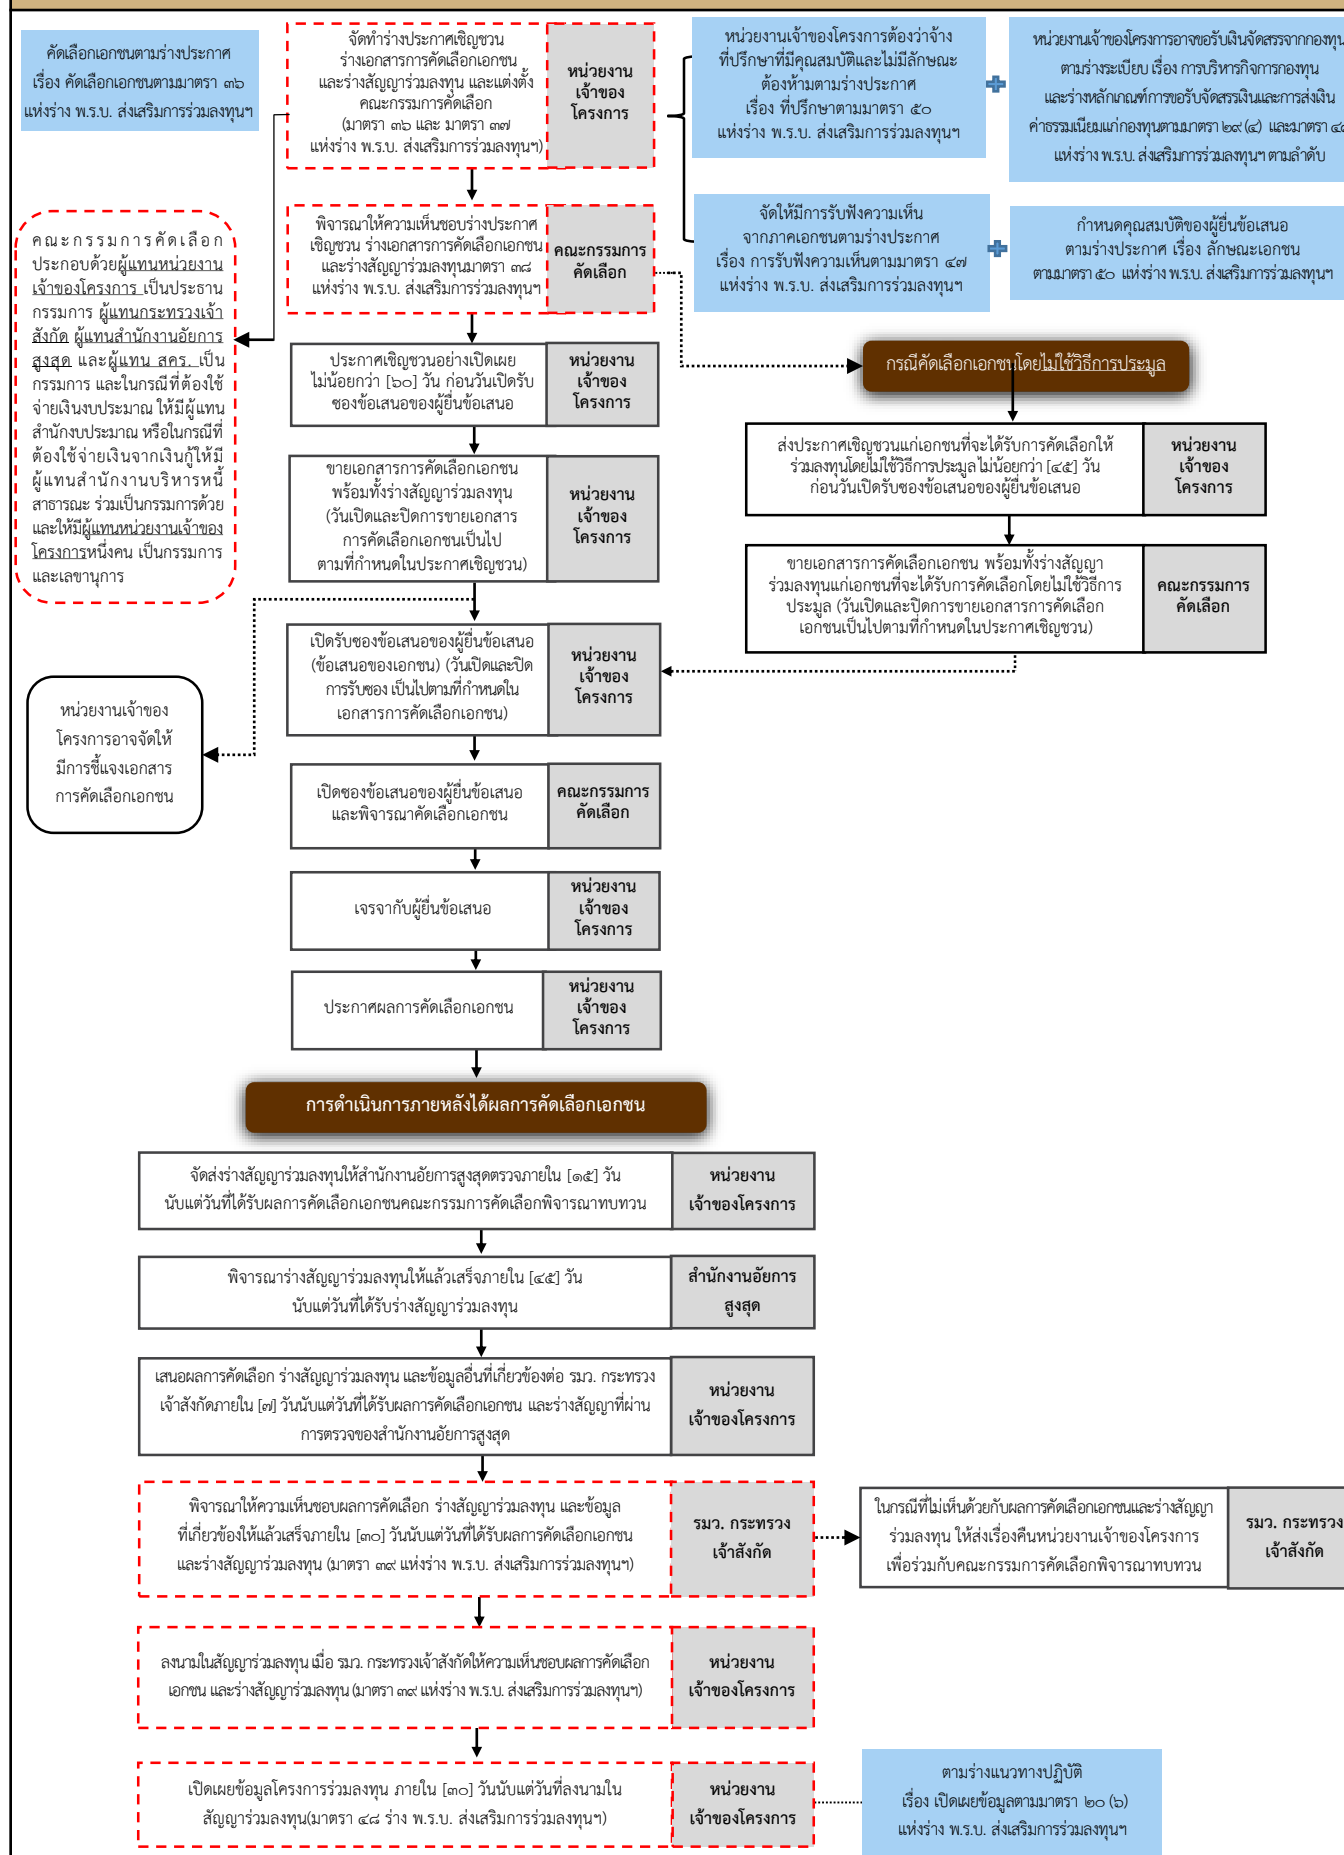 คัดเลือกเอกชนตามร่างประกาศ
เรื่อง คัดเลือกเอกชนตามมาตรา ๓๖
แห่งร่าง พ.ร.บ. ส่งเสริมการร่วมลงทุนฯ
จัดทำร่างประกาศเชิญชวน
ร่างเอกสารการคัดเลือกเอกชน
และร่างสัญญาร่วมลงทุน และแต่งตั้ง
คณะกรรมการคัดเลือก
(มาตรา ๓๖ และ มาตรา ๓๗
แห่งร่าง พ.ร.บ. ส่งเสริมการร่วมลงทุนฯ)
หน่วยงาน
เจ้าของ
โครงการ
หน่วยงานเจ้าของโครงการต้องว่าจ้าง
ที่ปรึกษาที่มีคุณสมบัติและไม่มีลักษณะ
ต้องห้ามตามร่างประกาศ
เรื่อง ที่ปรึกษาตามมาตรา ๕๐
แห่งร่าง พ.ร.บ. ส่งเสริมการร่วมลงทุนฯ
หน่วยงานเจ้าของโครงการอาจขอรับเงินจัดสรรจากกองทุน
ตามร่างระเบียบ เรื่อง การบริหารกิจการกองทุน
และร่างหลักเกณฑ์การขอรับจัดสรรเงินและการส่งเงิน
ค่าธรรมเนียมแก่กองทุนตามมาตรา ๒๙ (๔) และมาตรา
แห่งร่าง พ.ร.บ. ส่งเสริมการร่วมลงทุนฯ ตามลำดับ
คณะกรรมการคัดเลือก
ประกอบด้วยผู้แทนหน่วยงาน
เจ้าของโครงการ เป็นประธาน
กรรมการ ผู้แทนกระทรวงเจ้า
สังกัด ผู้แทนสำนักงานอัยการ
สูงสุด และผู้แทน สคร. เป็น
กรรมการ และในกรณีที่ต้องใช้
จ่ายเงินงบประมาณ ให้มีผู้แทน
สำนักงบประมาณ หรือในกรณีที่
ต้องใช้จ่ายเงินจากเงินกู้ให้มี
ผู้แทนสำนักงานบริหารหนี้
สาธารณะ ร่วมเป็นกรรมการด้วย
และให้มีผู้แทนหน่วยงานเจ้าของ
โครงการหนึ่งคน เป็นกรรมการ
และเลขานุการ
พิจารณาให้ความเห็นชอบร่างประกาศ
เชิญชวน ร่างเอกสารการคัดเลือกเอกชน
และร่างสัญญาร่วมลงทุนมาตรา ๓๘
แห่งร่าง พ.ร.บ. ส่งเสริมการร่วมลงทุนฯ
คณะกรรมการ
คัดเลือก
จัดให้มีการรับฟังความเห็น
จากภาคเอกชนตามร่างประกาศ
เรื่อง การรับฟังความเห็นตามมาตรา ๔๗
แห่งร่าง พ.ร.บ. ส่งเสริมการร่วมลงทุนฯ
กำหนดคุณสมบัติของผู้ยื่นข้อเสนอ
ตามร่างประกาศ เรื่อง ลักษณะเอกชน
ตามมาตรา ๕๐ แห่งร่าง พ.ร.บ. ส่งเสริมการร่วมลงทุนฯ
ประกาศเชิญชวนอย่างเปิดเผย
ไม่น้อยกว่า [๖๐] วัน ก่อนวันเปิดรับ
ซองข้อเสนอของผู้ยื่นข้อเสนอ
หน่วยงาน
เจ้าของ
โครงการ
กรณีคัดเลือกเอกชนโดยไม่ใช้วิธีการประมูล
ส่งประกาศเชิญชวนแก่เอกชนที่จะได้รับการคัดเลือกให้
ร่วมลงทุนโดยไม่ใช้วิธีการประมูล ไม่น้อยกว่า [๔๕] วัน
ก่อนวันเปิดรับซองข้อเสนอของผู้ยื่นข้อเสนอ
หน่วยงาน
เจ้าของ
โครงการ
ขายเอกสารการคัดเลือกเอกชน
พร้อมทั้งร่างสัญญาร่วมลงทุน
(วันเปิดและปิดการขายเอกสาร
การคัดเลือกเอกชนเป็นไป
ตามที่กำหนดในประกาศเชิญชวน)
หน่วยงาน
เจ้าของ
โครงการ
ขายเอกสารการคัดเลือกเอกชน พร้อมทั้งร่างสัญญา
ร่วมลงทุนแก่เอกชนที่จะได้รับการคัดเลือกโดยไม่ใช้วิธีการ
ประมูล (วันเปิดและปิดการขายเอกสารการคัดเลือก
เอกชนเป็นไปตามที่กำหนดในประกาศเชิญชวน)
คณะกรรมการ
คัดเลือก
เปิดรับซองข้อเสนอของผู้ยื่นข้อเสนอ
(ข้อเสนอของเอกชน) (วันเปิดและปิด
การรับซอง เป็นไปตามที่กำหนดใน
เอกสารการคัดเลือกเอกชน)
หน่วยงาน
เจ้าของ
โครงการ
หน่วยงานเจ้าของ
โครงการอาจจัดให้
มีการชี้แจงเอกสาร
การคัดเลือกเอกชน
เปิดซองข้อเสนอของผู้ยื่นข้อเสนอ
และพิจารณาคัดเลือกเอกชน
คณะกรรมการ
คัดเลือก
เจรจากับผู้ยื่นข้อเสนอ
หน่วยงาน
เจ้าของ
โครงการ
ประกาศผลการคัดเลือกเอกชน
หน่วยงาน
เจ้าของ
โครงการ
การดำเนินการภายหลังได้ผลการคัดเลือกเอกชน
จัดส่งร่างสัญญาร่วมลงทุนให้สำนักงานอัยการสูงสุดตรวจภายใน [๑๕] วัน
นับแต่วันที่ได้รับผลการคัดเลือกเอกชนคณะกรรมการคัดเลือกพิจารณาทบทวน
หน่วยงาน
เจ้าของโครงการ
พิจารณาร่างสัญญาร่วมลงทุนให้แล้วเสร็จภายใน [๔๕] วัน
นับแต่วันที่ได้รับร่างสัญญาร่วมลงทุน
สำนักงานอัยการ
สูงสุด
เสนอผลการคัดเลือก ร่างสัญญาร่วมลงทุน และข้อมูลอื่นที่เกี่ยวข้องต่อ รมว. กระทรวง
เจ้าสังกัดภายใน [๗] วันนับแต่วันที่ได้รับผลการคัดเลือกเอกชน และร่างสัญญาที่ผ่าน
การตรวจของสำนักงานอัยการสูงสุด
หน่วยงาน
เจ้าของโครงการ
พิจารณาให้ความเห็นชอบผลการคัดเลือก ร่างสัญญาร่วมลงทุน และข้อมูล
ที่เกี่ยวข้องให้แล้วเสร็จภายใน [๓๐] วันนับแต่วันที่ได้รับผลการคัดเลือกเอกชน
และร่างสัญญาร่วมลงทุน (มาตรา ๓๙ แห่งร่าง พ.ร.บ. ส่งเสริมการร่วมลงทุนฯ)
รมว. กระทรวง
เจ้าสังกัด
ในกรณีที่ไม่เห็นด้วยกับผลการคัดเลือกเอกชนและร่างสัญญา
ร่วมลงทุน ให้ส่งเรื่องคืนหน่วยงานเจ้าของโครงการ
เพื่อร่วมกับคณะกรรมการคัดเลือกพิจารณาทบทวน
รมว. กระทรวง
เจ้าสังกัด
ลงนามในสัญญาร่วมลงทุน เมื่อ รมว. กระทรวงเจ้าสังกัดให้ความเห็นชอบผลการคัดเลือก
เอกชน และร่างสัญญาร่วมลงทุน (มาตรา ๓๙ แห่งร่าง พ.ร.บ. ส่งเสริมการร่วมลงทุนฯ)
หน่วยงาน
เจ้าของโครงการ
เปิดเผยข้อมูลโครงการร่วมลงทุน ภายใน [๓๐] วันนับแต่วันที่ลงนามใน
สัญญาร่วมลงทุน(มาตรา ๔๘ ร่าง พ.ร.บ. ส่งเสริมการร่วมลงทุนฯ)
หน่วยงาน
เจ้าของโครงการ
ตามร่างแนวทางปฏิบัติ
เรื่อง เปิดเผยข้อมูลตามมาตรา ๒๐ (๖)
แห่งร่าง พ.ร.บ. ส่งเสริมการร่วมลงทุนฯ